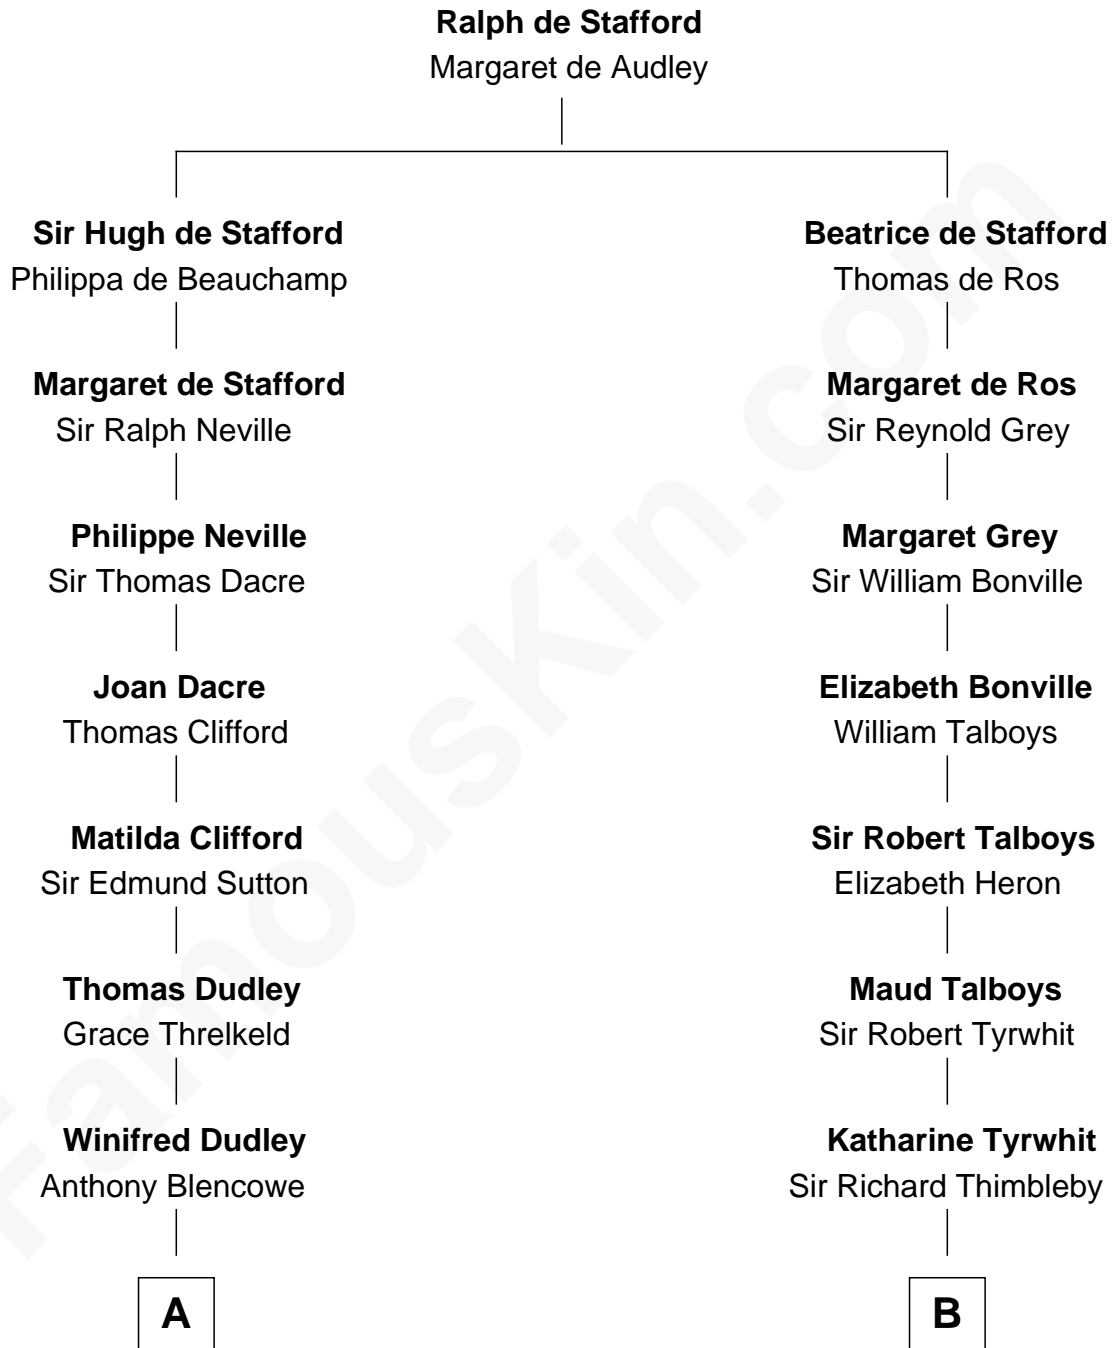 Ralph de Stafford
Margaret de Audley
Sir Hugh de Stafford
Philippa de Beauchamp
Beatrice de Stafford
Thomas de Ros
Margaret de Stafford
Sir Ralph Neville
Margaret de Ros
Sir Reynold Grey
Philippe Neville
Sir Thomas Dacre
Margaret Grey
Sir William Bonville
Joan Dacre
Thomas Clifford
Elizabeth Bonville
William Talboys
Matilda Clifford
Sir Edmund Sutton
Sir Robert Talboys
Elizabeth Heron
Thomas Dudley
Grace Threlkeld
Maud Talboys
Sir Robert Tyrwhit
Winifred Dudley
Anthony Blencowe
Katharine Tyrwhit
Sir Richard Thimbleby
A
B
FamousKin.com